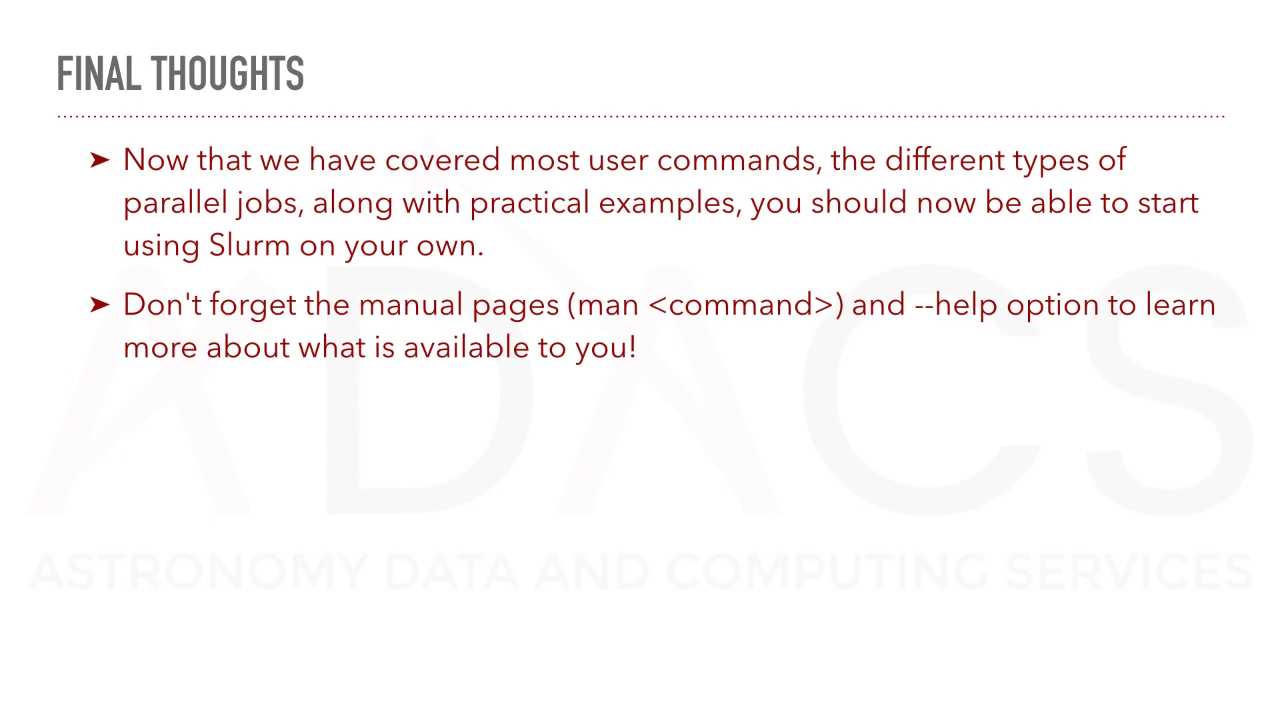 FINAL THOUGHTS
➤ Now that we have covered most user commands, the different types of
parallel jobs, along with practical examples, you should now be able to start
using Slurm on your own.
➤ Don't forget the manual pages (man <command>) and --help option to learn
more about what is available to you!
ADACS
ASTRONOMY DATA AND COMPUTING SERVICES